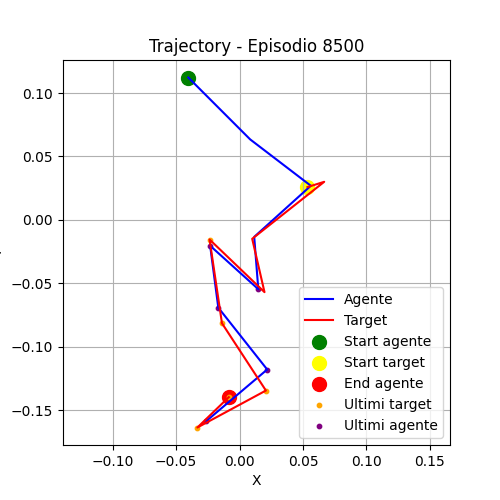 Trajectory - Episodio 8500
0.10
0.05
0.00
−0.05
−0.10
−0.15
−0.10
−0.05
0.00
0.05
0.10
0.15
X
Agente
Target
Start agente
Start target
End agente
Ultimi target
Ultimi agente